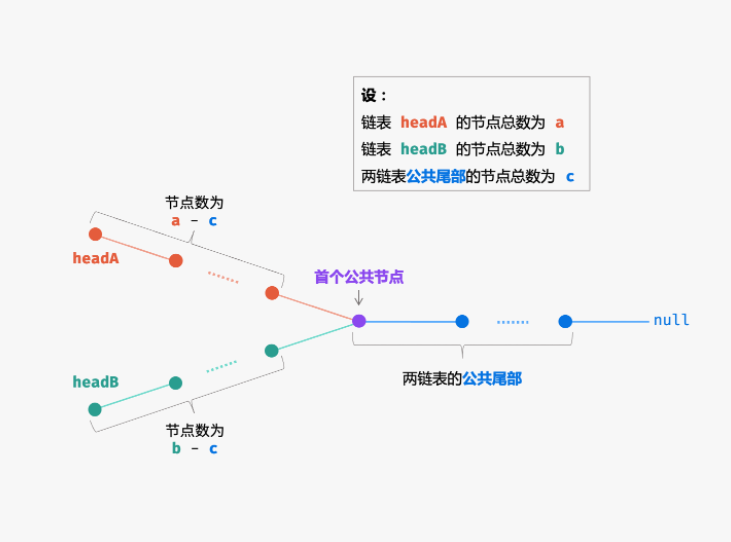 设：
链表 headA 的节点总数为 a
链表 headB 的节点总数为 b
两链表公共尾部的节点总数为 c
节点数为
a - c
headA
首个公共节点
null
headB
两链表的公共尾部
节点数为
b - c